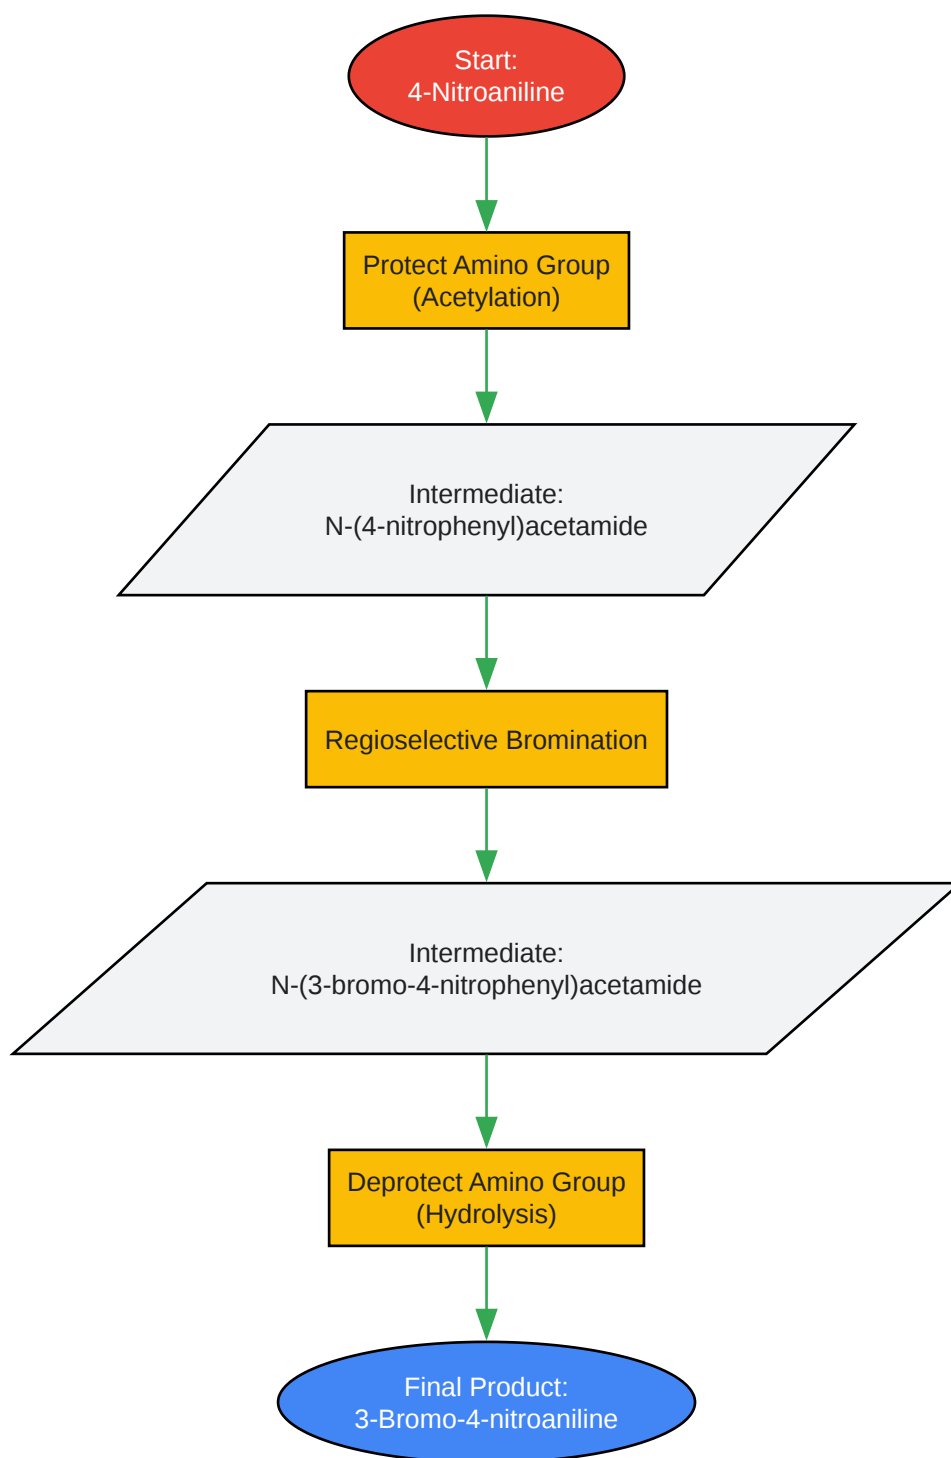 Start:
4-Nitroaniline
Protect Amino Group
(Acetylation)
Intermediate:
N-(4-nitrophenyl)acetamide
Regioselective Bromination
Intermediate:
N-(3-bromo-4-nitrophenyl)acetamide
Deprotect Amino Group
(Hydrolysis)
Final Product:
3-Bromo-4-nitroaniline